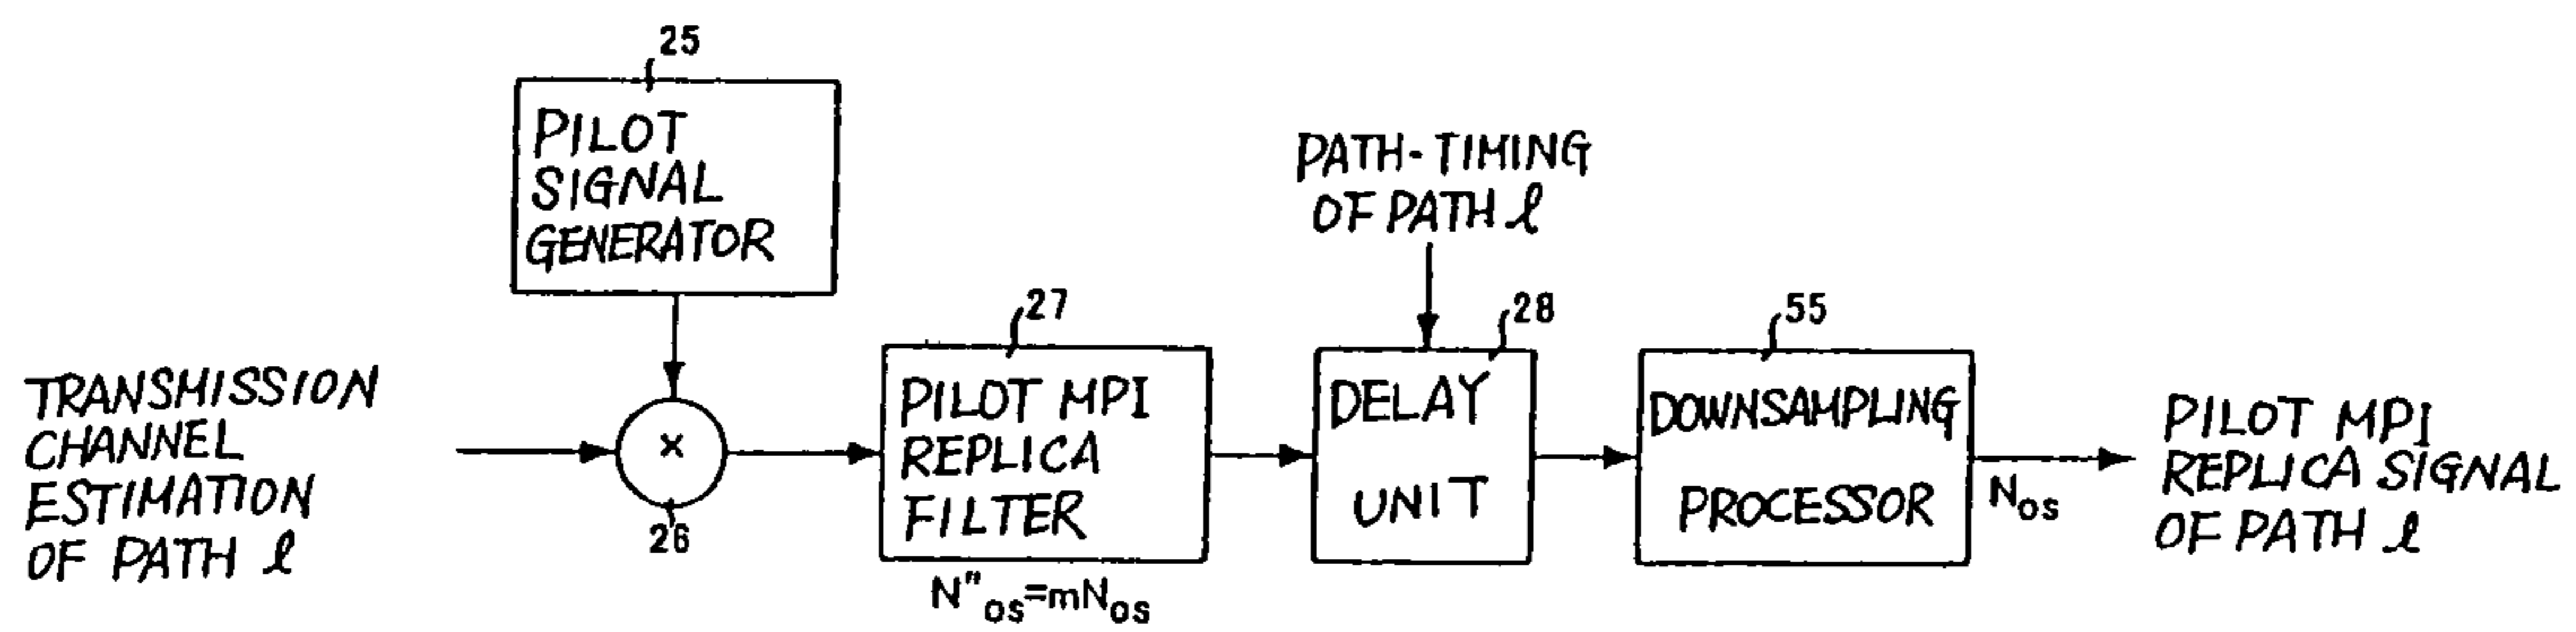 25
PILOT
SIGNAL
GENERATOR
TRANSMISSION
CHANNEL
ESTIMATION
OF PATH ℓ
×
26
27
PILOT MPI
REPLICA
FILTER
N"os=mNos
PATH-TIMING
OF PATH ℓ
28
DELAY
UNIT
55
DOWNSAMPLING
PROCESSOR
Nos
PILOT MPI
REPLICA SIGNAL
OF PATH ℓ